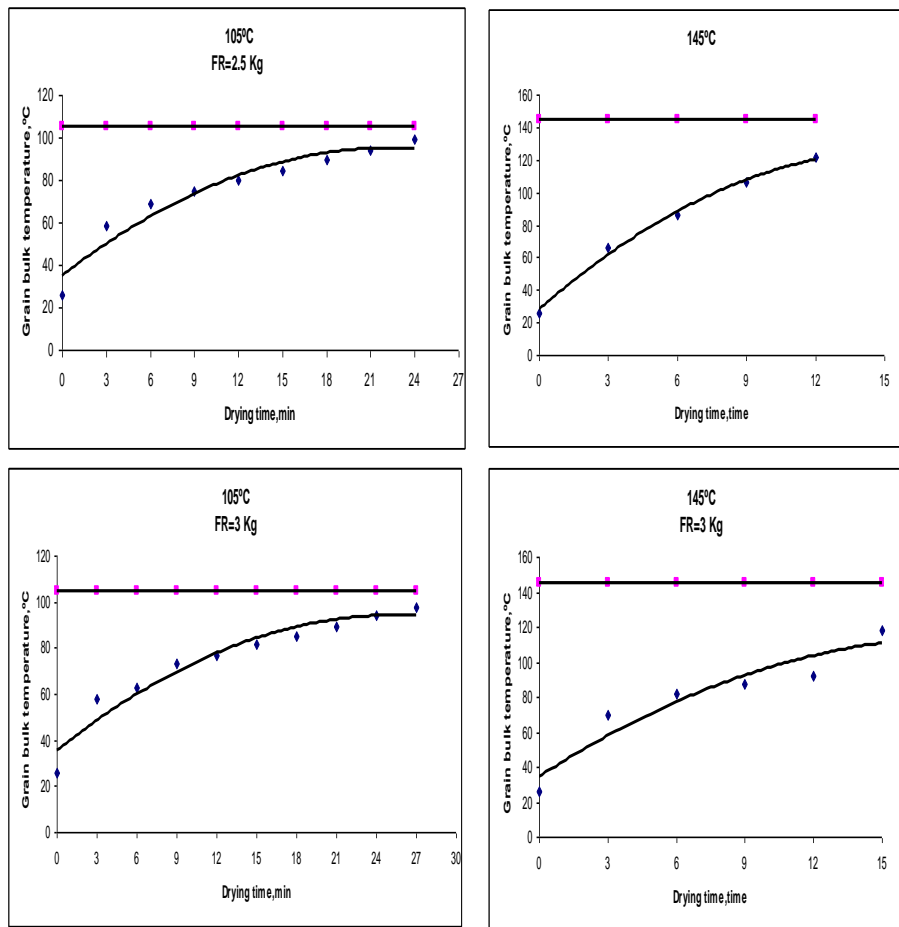 105ºC
FR=2.5 Kg
Grain bulk temperature,ºC
120
100
80
60
40
20
0
0 3 6 9 12 15 18 21 24 27
Drying time,min
145ºC
Grain bulk temperature,ºC
160
140
120
100
80
60
40
20
0
0 3 6 9 12 15
Drying time,time
105ºC
FR=3 Kg
Grain bulk temperature,ºC
120
100
80
60
40
20
0
0 3 6 9 12 15 18 21 24 27 30
Drying time,min
145ºC
FR=3 Kg
Grain bulk temperature,ºC
160
140
120
100
80
60
40
20
0
0 3 6 9 12 15
Drying time,time